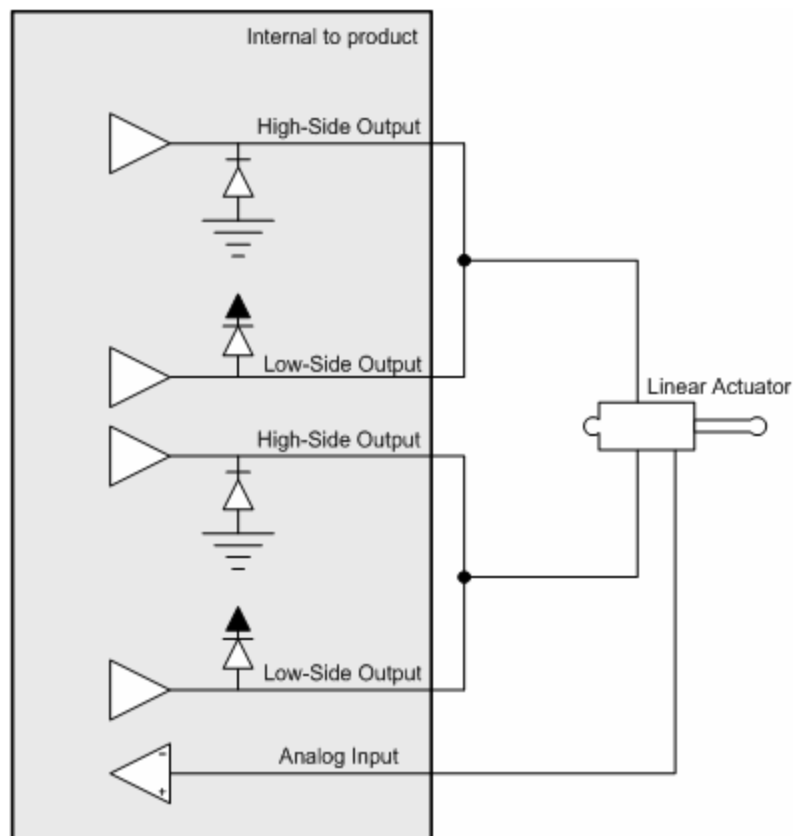 Internal to product
High-Side Output
Low-Side Output
Linear Actuator
High-Side Output
Low-Side Output
Analog Input
-
+